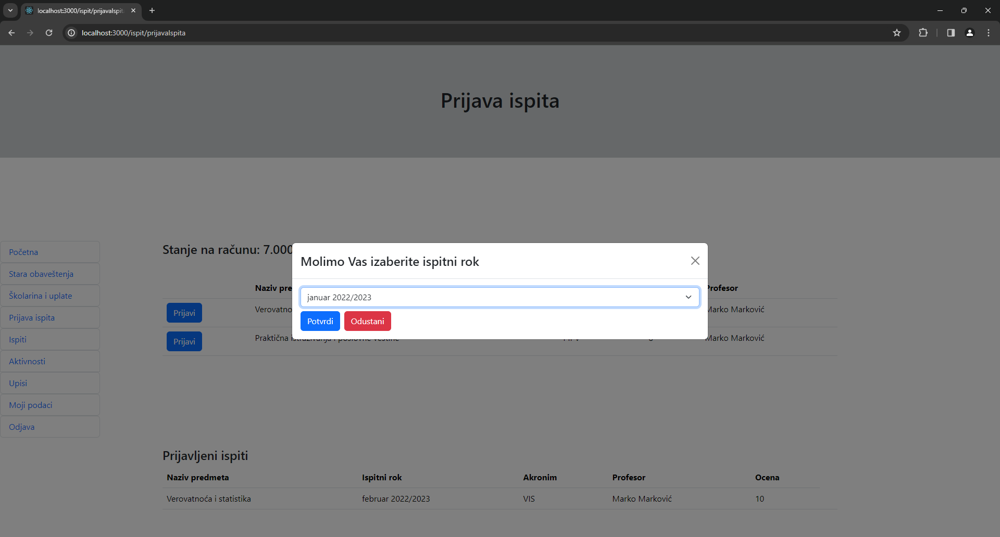 localhost:3000/ispit/prijavaIspit
localhost:3000/ispit/prijavaIspita
Prijava ispita
Početna
Stara obaveštenja
Školarina i uplate
Prijava ispita
Ispiti
Aktivnosti
Upisi
Moji podaci
Odjava
Stanje na računu: 7.000
Molimo Vas izaberite ispitni rok
januar 2022/2023
Potvrdi Odustani
Naziv pre Profesor
Prijavi Verovatno Marko Marković
Prijavi Praktična istraživanja i poslovne veštine Marko Marković
Prijavljeni ispiti
Naziv predmeta Ispitni rok Akronim Profesor Ocena
Verovatnoća i statistika februar 2022/2023 VIS Marko Marković 10